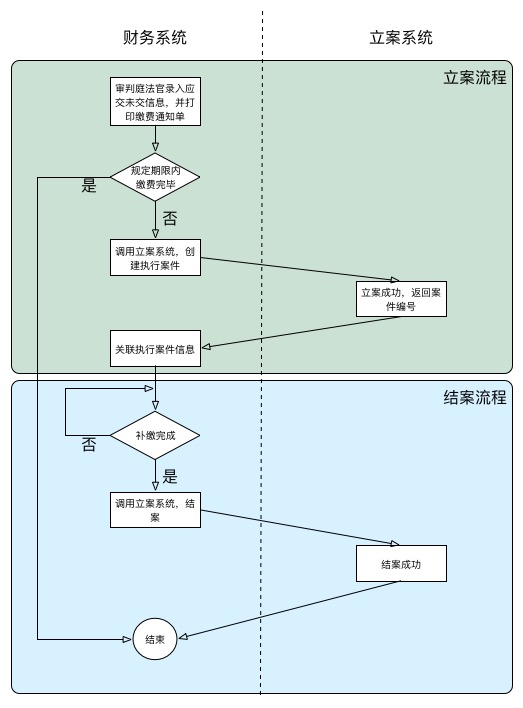 财务系统
立案系统
立案流程
审判庭法官录入应
交未交信息，并打
印缴费通知单
规定期限内
缴费完毕
是
否
调用立案系统，创
建执行案件
立案成功，返回案
件编号
关联执行案件信息
结案流程
补缴完成
否
是
调用立案系统，结
案
结案成功
结束